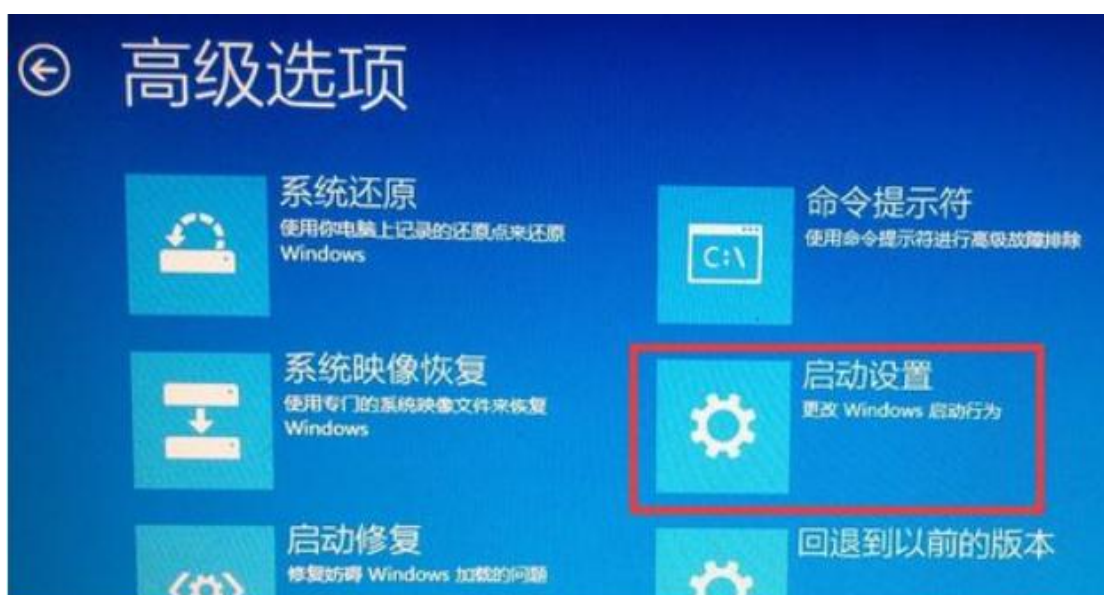 高级选项
系统还原
使用你电脑上记录的还原点来还原
Windows
命令提示符
使用命令提示符进行高级故障排除
C:\
系统映像恢复
使用专门的系统映像文件来恢复
Windows
启动设置
更改 Windows 启动行为
启动修复
修复妨碍 Windows 加载的问题
回退到以前的版本